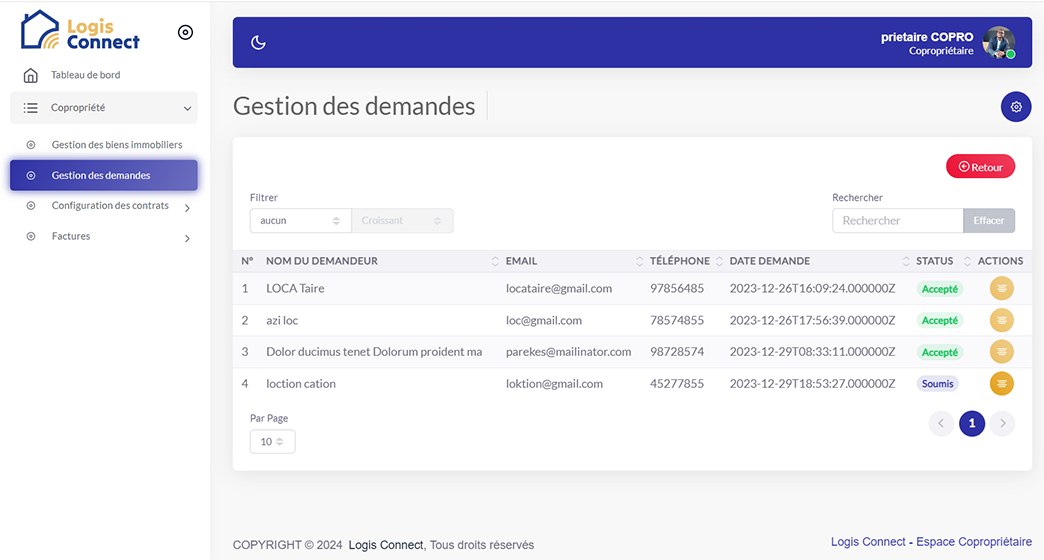 Logis
Connect
prietaire COPRO
Copropriétaire
Tableau de bord
Copropriété
Gestion des biens immobiliers
Gestion des demandes
Configuration des contrats
Factures
Gestion des demandes
Retour
Filtrer
Rechercher
aucun Croissant Rechercher Effacer
N° NOM DU DEMANDEUR EMAIL TÉLÉPHONE DATE DEMANDE STATUS ACTIONS
1 LOCA Taire locataire@gmail.com 97856485 2023-12-26T16:09:24.000000Z Accepté
2 azi loc loc@gmail.com 78574855 2023-12-26T17:56:39.000000Z Accepté
3 Dolor ducimus tenet Dolorum proident ma parekes@mailinator.com 98728574 2023-12-29T08:33:11.000000Z Accepté
4 loction cation loktion@gmail.com 45277855 2023-12-29T18:53:27.000000Z Soumis
Par Page
10
1
COPYRIGHT © 2024 Logis Connect, Tous droits réservés
Logis Connect - Espace Copropriétaire